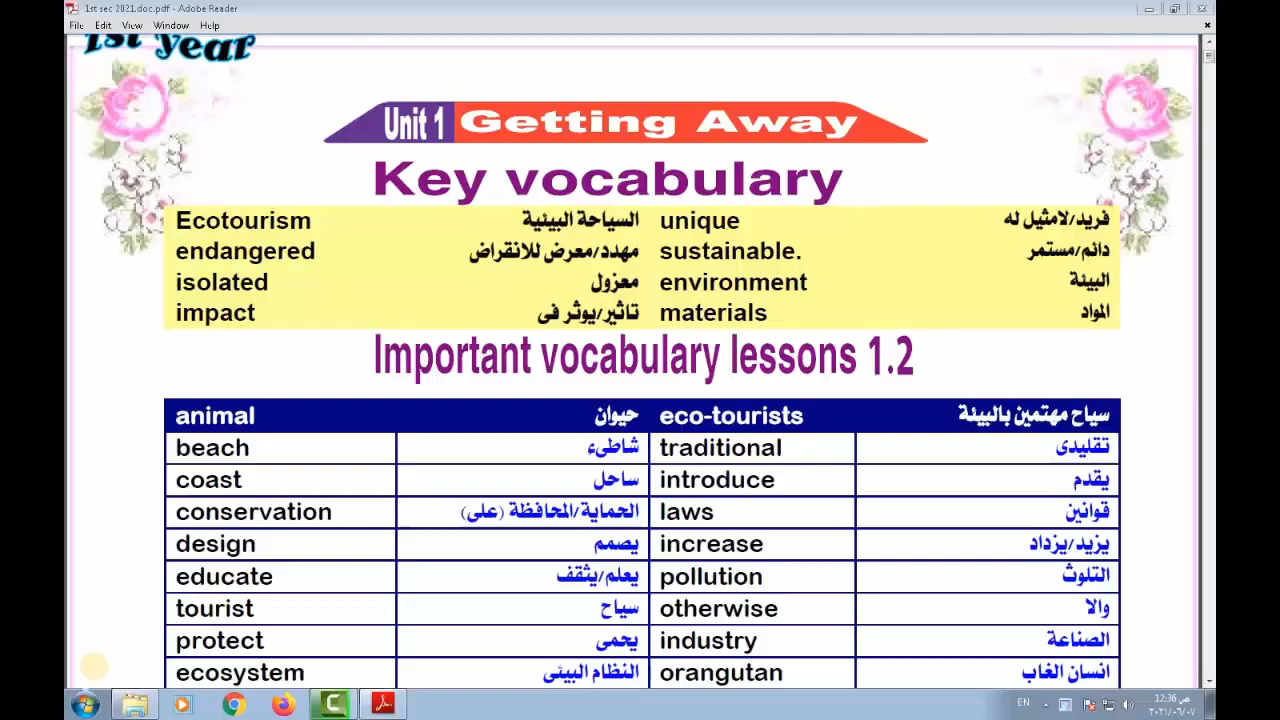 1st sec 2021.doc.pdf - Adobe Reader
File Edit View Window Help
1st year
Unit 1 Getting Away
Key vocabulary
Ecotourism السياحة البيئية unique فريد/لامثيل له
endangered مهدد/معرض للانقراض sustainable. دائم/مستمر
isolated معزول environment البيئة
impact تاثير/يوثر فى materials المواد
Important vocabulary lessons 1.2
animal حيوان eco-tourists سياح مهتمين بالبيئة
beach شاطىء traditional تقليدى
coast ساحل introduce يقدم
conservation الحماية/المحافظة (على) laws قوانين
design يصمم increase يزيد/يزداد
educate يعلم/يثقف pollution التلوث
tourist سياح otherwise والا
protect يحمى industry الصناعة
ecosystem النظام البيئى orangutan انسان الغاب
EN 12:36 ص
٢٠٢١/٠٦/٠٧